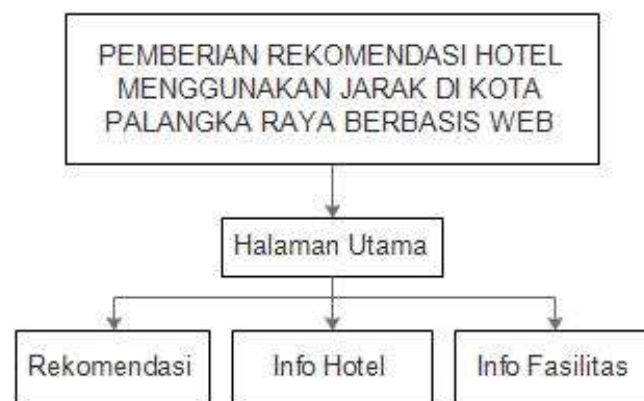 PEMBERIAN REKOMENDASI HOTEL
MENGGUNAKAN JARAK DI KOTA
PALANGKA RAYA BERBASIS WEB
Halaman Utama
Rekomendasi
Info Hotel
Info Fasilitas